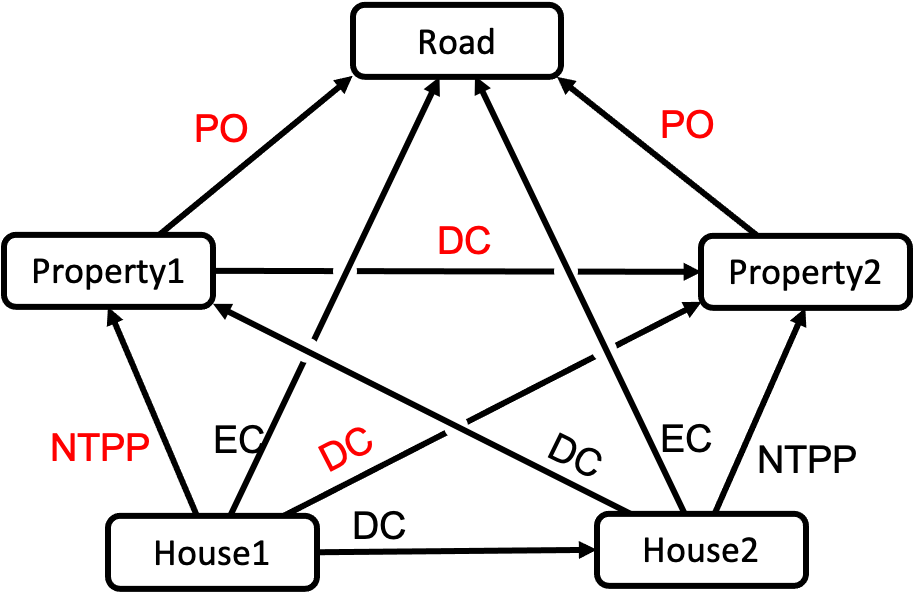 Road
PO
PO
DC
Property1
Property2
NTPP
EC
DC
DC
EC
NTPP
DC
House1
House2